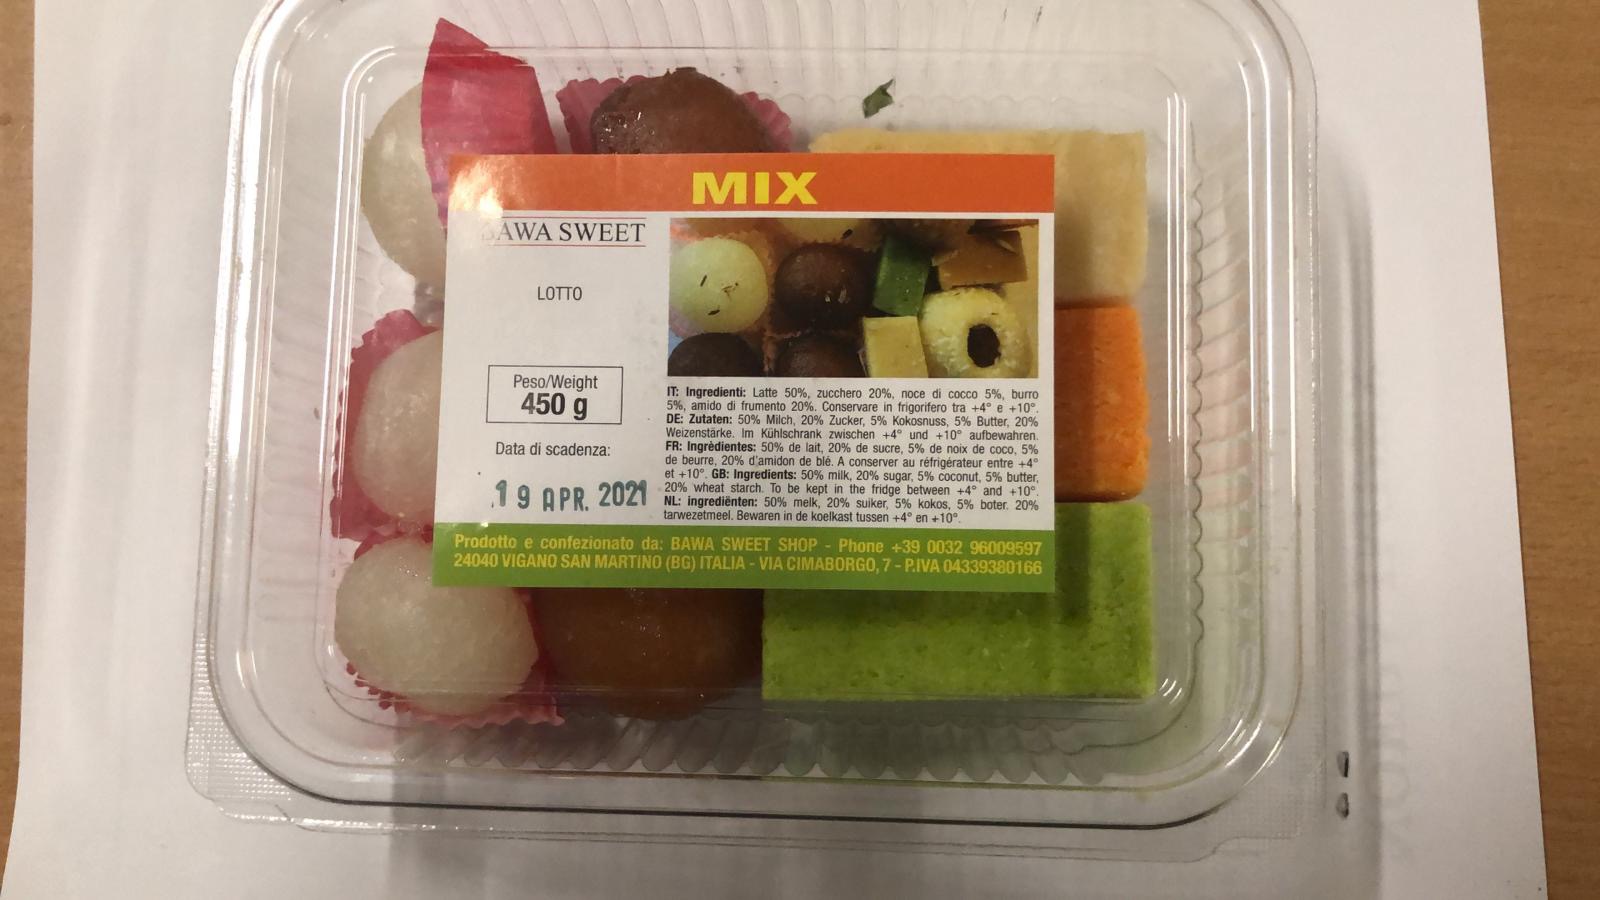 MIX
BAWA SWEET
LOTTO
Peso/Weight
450 g
Data di scadenza:
19 APR. 2021
IT: Ingredienti: Latte 50%, zucchero 20%, noce di cocco 5%, burro
5%, amido di frumento 20%. Conservare in frigorifero tra +4° e +10°.
DE: Zutaten: 50% Milch, 20% Zucker, 5% Kokosnuss, 5% Butter, 20%
Weizenstärke. Im Kühlschrank zwischen +4° und +10° aufbewahren.
FR: Ingrèdientes: 50% de lait, 20% de sucre, 5% de noix de coco, 5%
de beurre, 20% d'amidon de blé. A conserver au réfrigérateur entre +4°
et +10°. GB: Ingredients: 50% milk, 20% sugar, 5% coconut, 5% butter,
20% wheat starch. To be kept in the fridge between +4° and +10°.
NL: ingrediënten: 50% melk, 20% suiker, 5% kokos, 5% boter. 20%
tarwezetmeel. Bewaren in de koelkast tussen +4° en +10°.
Prodotto e confezionato da: BAWA SWEET SHOP - Phone +39 0032 96009597
24040 VIGANO SAN MARTINO (BG) ITALIA - VIA CIMABORGO, 7 - P.IVA 04339380166